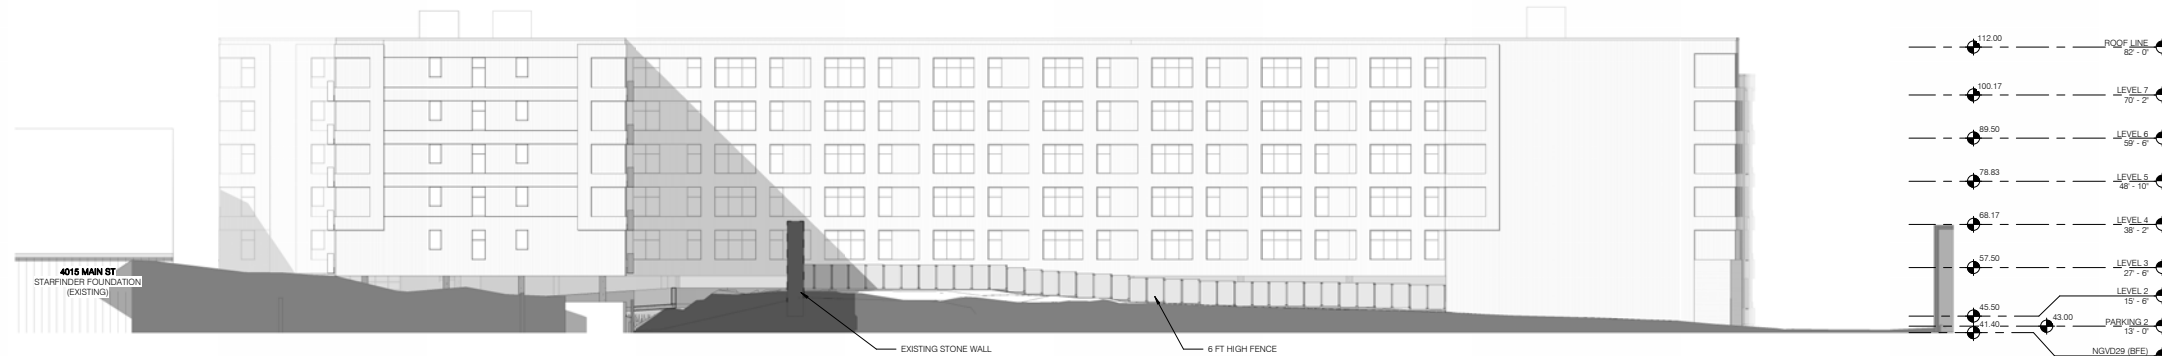 4015 MAIN ST
STARFINDER FOUNDATION
(EXISTING)
EXISTING STONE WALL
6 FT HIGH FENCE
112.00
ROOF LINE
82' - 0"
100.17
LEVEL 7
70' - 2"
89.50
LEVEL 6
59' - 6"
78.83
LEVEL 5
48' - 10"
68.17
LEVEL 4
38' - 2"
57.50
LEVEL 3
27' - 6"
LEVEL 2
15' - 6"
45.50
43.00
PARKING 2
13' - 0"
41.40
NGVD29 (BFE)